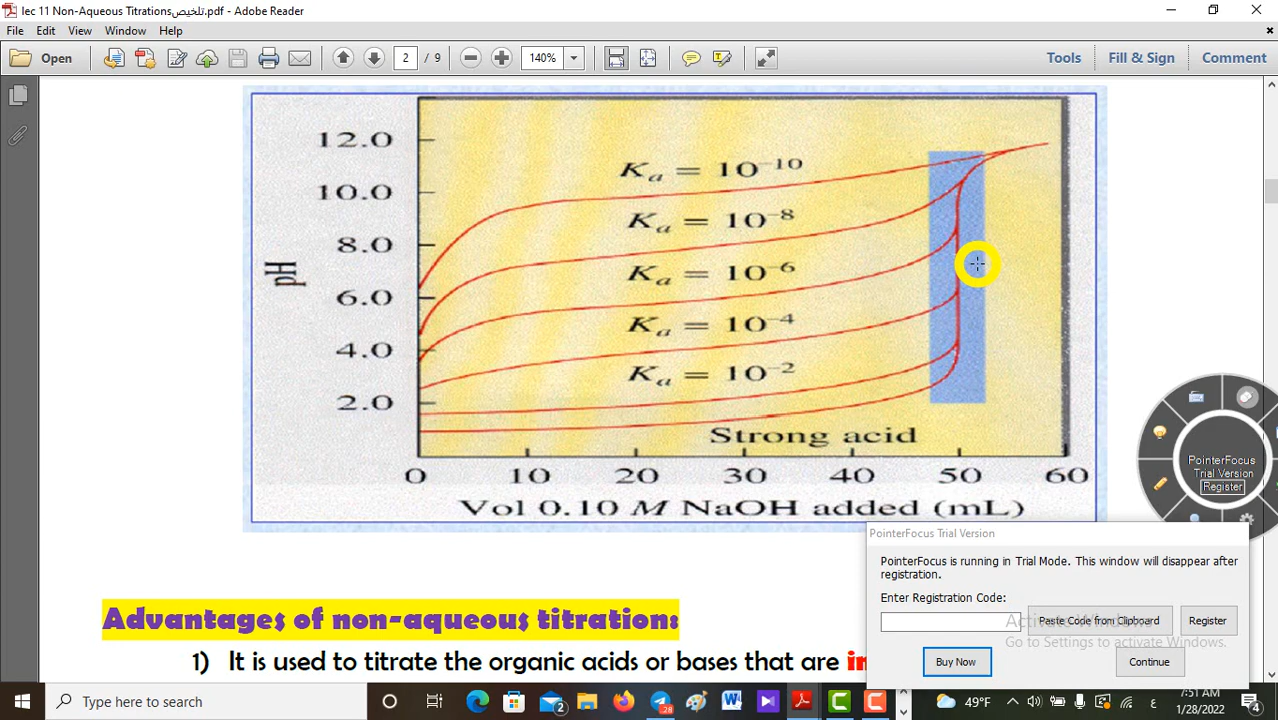 lec 11 Non-Aqueous Titrationsتلخيص.pdf - Adobe Reader
File Edit View Window Help
Open 2 / 9 140% Tools Fill & Sign Comment
12.0
10.0
8.0
6.0
4.0
2.0
pH
Kₐ = 10⁻¹⁰
Kₐ = 10⁻⁸
Kₐ = 10⁻⁶
Kₐ = 10⁻⁴
Kₐ = 10⁻²
Strong acid
0 10 20 30 40 50 60
Vol 0.10 M NaOH added (mL)
PointerFocus
Trial Version
Register
PointerFocus Trial Version
PointerFocus is running in Trial Mode. This window will disappear after
registration.
Enter Registration Code:
Paste Code from Clipboard Register
Buy Now Continue
Activate Windows
Go to Settings to activate Windows.
Advantages of non-aqueous titration:
1) It is used to titrate the organic acids or bases that are
Type here to search
2
28
49°F
ع
7:51 AM
1/28/2022
4